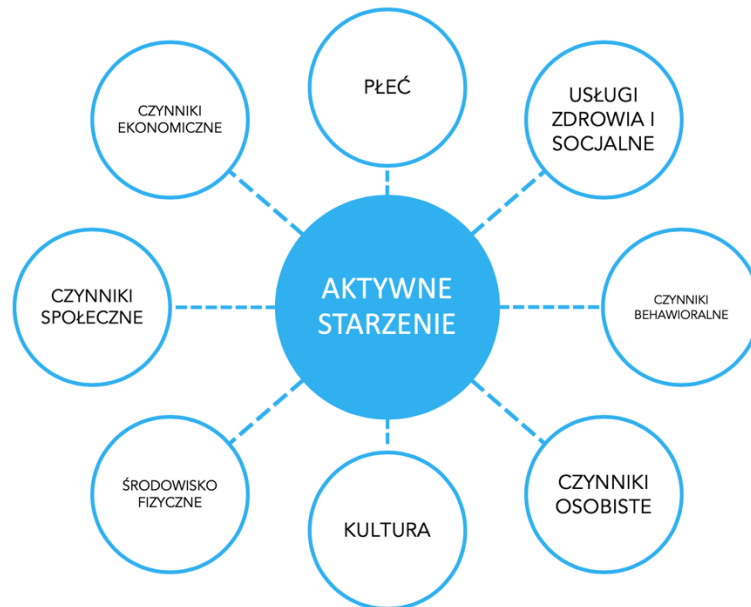 PŁEĆ
USŁUGI
ZDROWIA I
SOCJALNE
CZYNNIKI
BEHAWIORALNE
CZYNNIKI
OSOBISTE
KULTURA
ŚRODOWISKO
FIZYCZNE
CZYNNIKI
SPOŁECZNE
CZYNNIKI
EKONOMICZNE
AKTYWNE
STARZENIE